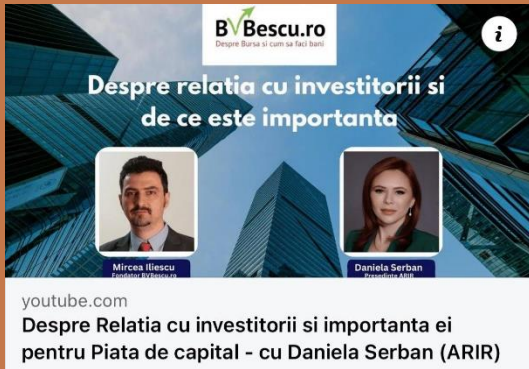 BVBescu.ro
Despre Bursa si cum sa faci bani
Despre relatia cu investitorii si
de ce este importanta
Mircea Iliescu
Fondator BVBescu.ro
Daniela Serban
Presedinte ARIR
youtube.com
Despre Relatia cu investitorii si importanta ei
pentru Piata de capital - cu Daniela Serban (ARIR)